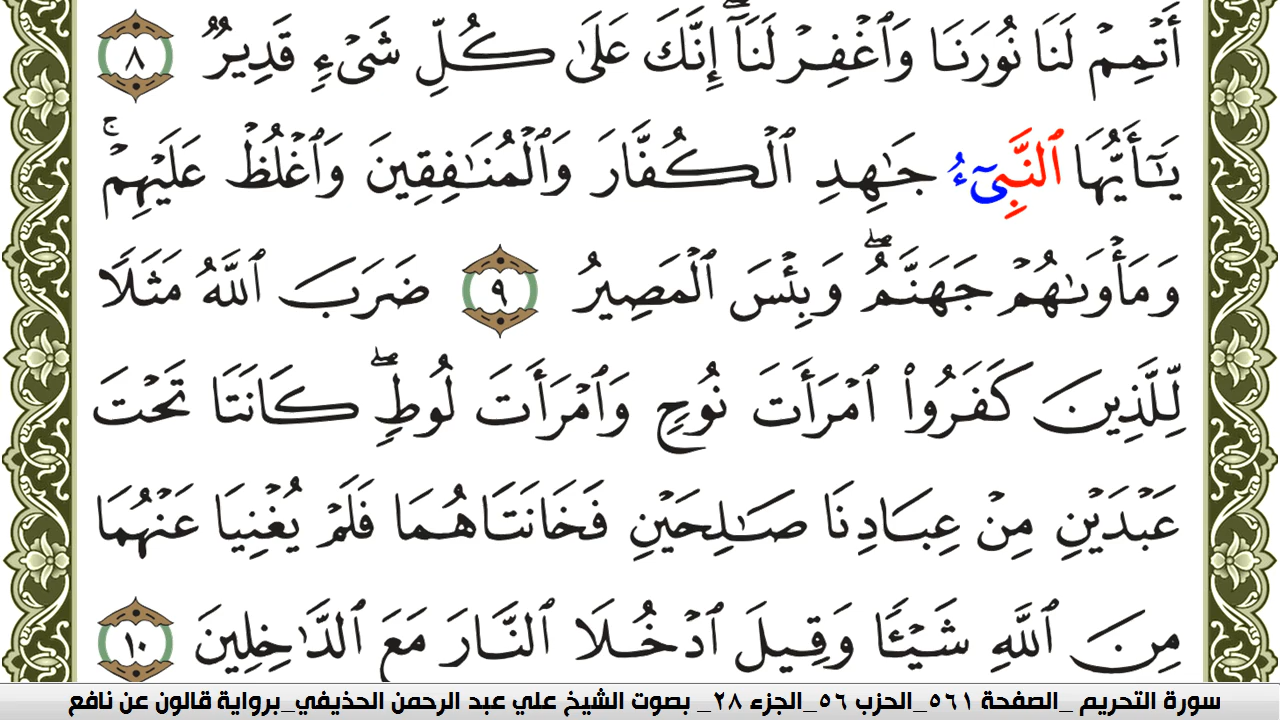 أَتْمِمْ لَنَا نُورَنَا وَٱغْفِرْ لَنَآۖ إِنَّكَ عَلَىٰ كُلِّ شَىْءٍ قَدِيرٌ ٨
يَـٰٓأَيُّهَا ٱلنَّبِىٓءُ جَـٰهِدِ ٱلْكُفَّارَ وَٱلْمُنَـٰفِقِينَ وَٱغْلُظْ عَلَيْهِمْۚ
وَمَأْوَىٰهُمْ جَهَنَّمُۖ وَبِئْسَ ٱلْمَصِيرُ ٩ ضَرَبَ ٱللَّهُ مَثَلًا
لِّلَّذِينَ كَفَرُوا۟ ٱمْرَأَتَ نُوحٍ وَٱمْرَأَتَ لُوطٍۖ كَانَتَا تَحْتَ
عَبْدَيْنِ مِنْ عِبَادِنَا صَـٰلِحَيْنِ فَخَانَتَاهُمَا فَلَمْ يُغْنِيَا عَنْهُمَا
مِنَ ٱللَّهِ شَيْـًٔا وَقِيلَ ٱدْخُلَا ٱلنَّارَ مَعَ ٱلدَّٰخِلِينَ ١٠
سورة التحريم _الصفحة ٥٦١_الحزب ٥٦_الجزء ٢٨_ بصوت الشيخ علي عبد الرحمن الحذيفي_برواية قالون عن نافع